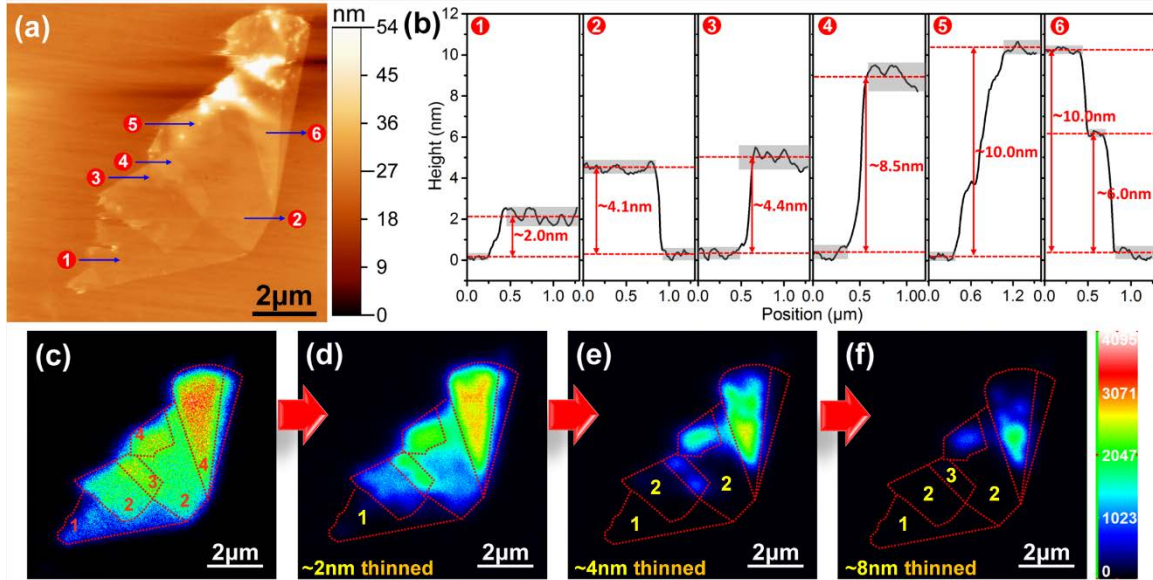 (a)
nm
54
45
36
27
18
9
0
5
4
3
1
6
2
2μm
(b)
Height (nm)
12
10
8
6
4
2
0
1
2
3
4
5
6
~2.0nm
~4.1nm
~4.4nm
~8.5nm
~10.0nm
~10.0nm
~6.0nm
0.0 0.5 1.0
0.0 0.5 1.0
0.0 0.5 1.0
0.0 0.5 1.0
0.0 0.6 1.2
0.0 0.5 1.0
Position (μm)
(c)
4
4
3
2
2
1
2μm
(d)
1
~2nm thinned
2μm
(e)
2
2
1
~4nm thinned
2μm
(f)
3
2
2
1
~8nm thinned
2μm
4095
3071
2047
1023
0